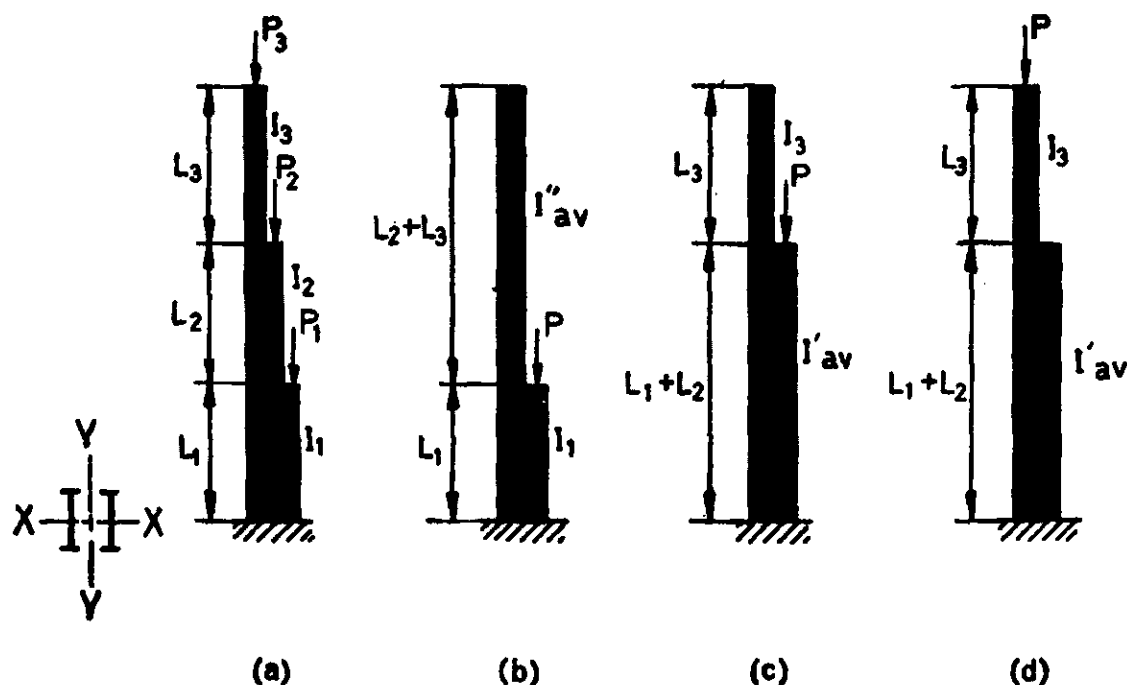 P3
I3
L3
P2
I2
L2
P1
I1
L1
Y
X X
Y
(a)
I″av
L2+L3
P
L1
I1
(b)
L3
I3
P
L1+L2
I′av
(c)
P
L3
I3
L1+L2
I′av
(d)